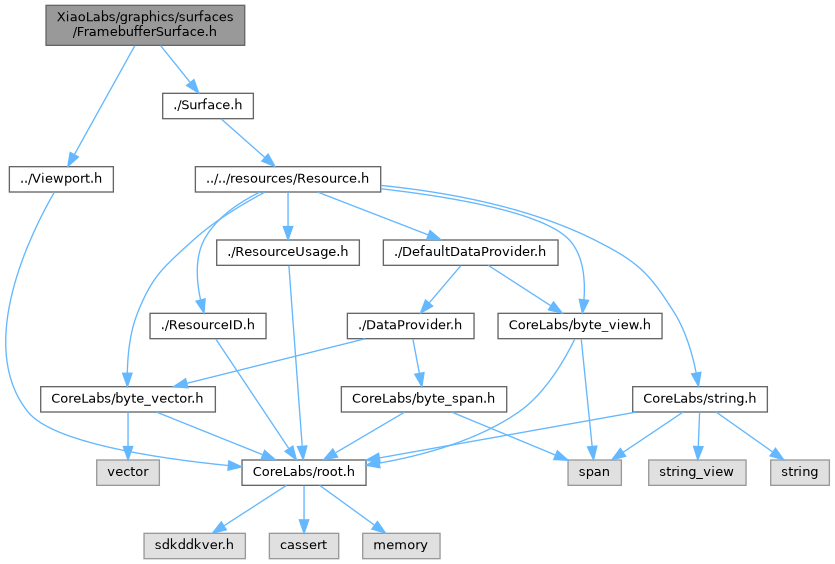 XiaoLabs/graphics/surfaces
/FramebufferSurface.h
./Surface.h
../Viewport.h
../../resources/Resource.h
./ResourceUsage.h
./DefaultDataProvider.h
./ResourceID.h
./DataProvider.h
CoreLabs/byte_view.h
CoreLabs/byte_vector.h
CoreLabs/byte_span.h
CoreLabs/string.h
vector
CoreLabs/root.h
span
string_view
string
sdkddkver.h
cassert
memory